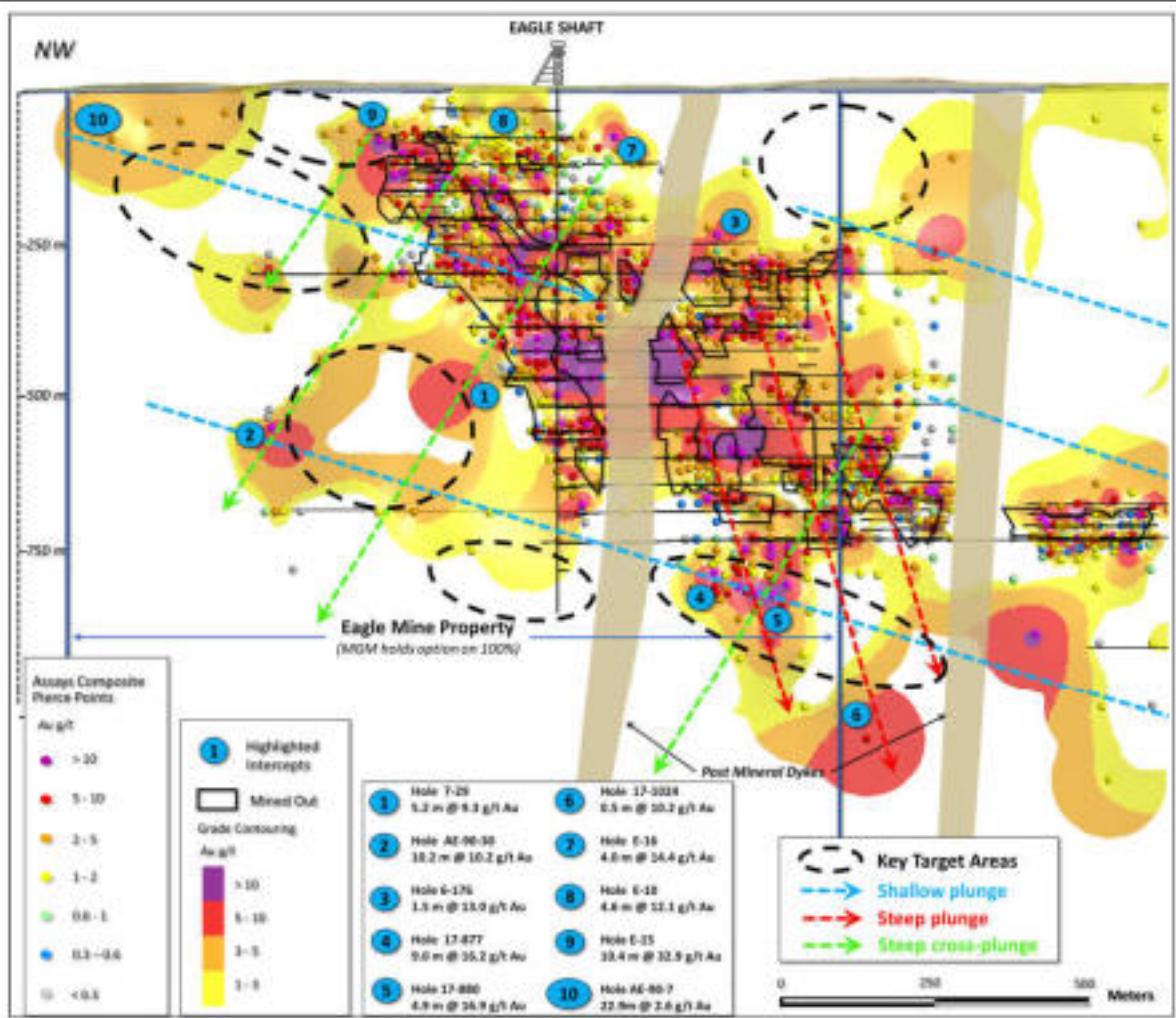 EAGLE SHAFT
NW
10
9
8
7
3
-250 m
-500 m
1
2
-750 m
4
5
Eagle Mine Property
(MGM holds option on 100%)
6
Post Mineral Dykes
Assays Composite
Pierce Points
Au g/t
> 10
5 - 10
2 - 5
1 - 2
0.6 - 1
0.3 - 0.6
< 0.3
1 Highlighted
Intercepts
Mined Out
Grade Contouring
Au g/t
> 10
5 - 10
3 - 5
1 - 3
1 Hole 7-29
5.2 m @ 9.3 g/t Au
2 Hole AE-90-50
10.2 m @ 10.2 g/t Au
3 Hole 6-176
1.5 m @ 13.0 g/t Au
4 Hole 17-877
9.0 m @ 16.2 g/t Au
5 Hole 17-880
4.9 m @ 16.9 g/t Au
6 Hole 17-1024
0.5 m @ 10.2 g/t Au
7 Hole E-16
4.0 m @ 14.4 g/t Au
8 Hole E-10
4.6 m @ 12.1 g/t Au
9 Hole E-25
10.4 m @ 32.9 g/t Au
10 Hole AE-90-7
22.9m @ 2.6 g/t Au
Key Target Areas
Shallow plunge
Steep plunge
Steep cross-plunge
0 250 500
Meters